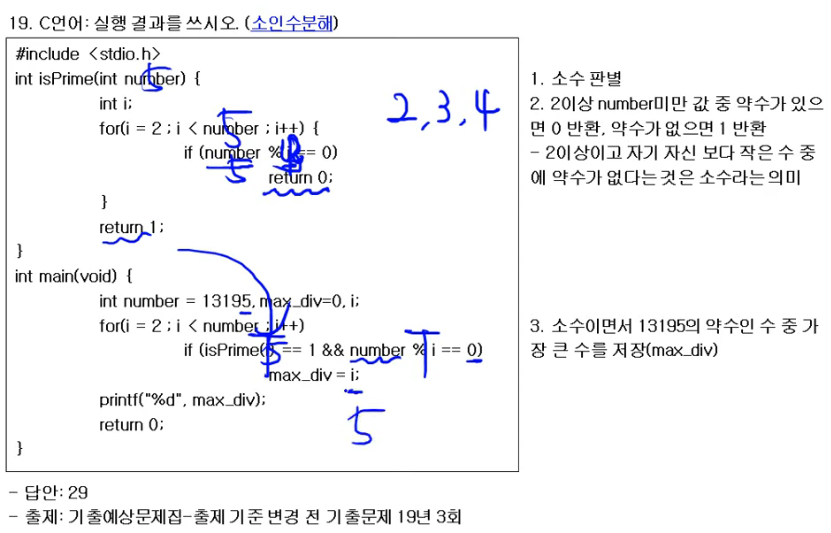 19. C언어: 실행 결과를 쓰시오. (소인수분해)
#include <stdio.h>
int isPrime(int number) {
5
int i;
2, 3, 4
for(i = 2 ; i < number ; i++) {
5
if (number % i == 0)
5
return 0;
}
return 1;
}
int main(void) {
int number = 13195, max_div=0, i;
for(i = 2 ; i < number ; i++)
if (isPrime(i) == 1 && number % i == 0)
5
T
max_div = i;
5
printf("%d", max_div);
return 0;
}
1. 소수 판별
2. 2이상 number미만 값 중 약수가 있으
면 0 반환, 약수가 없으면 1 반환
- 2이상이고 자기 자신 보다 작은 수 중
에 약수가 없다는 것은 소수라는 의미
3. 소수이면서 13195의 약수인 수 중 가
장 큰 수를 저장(max_div)
- 답안: 29
- 출제: 기출예상문제집-출제 기준 변경 전 기출문제 19년 3회